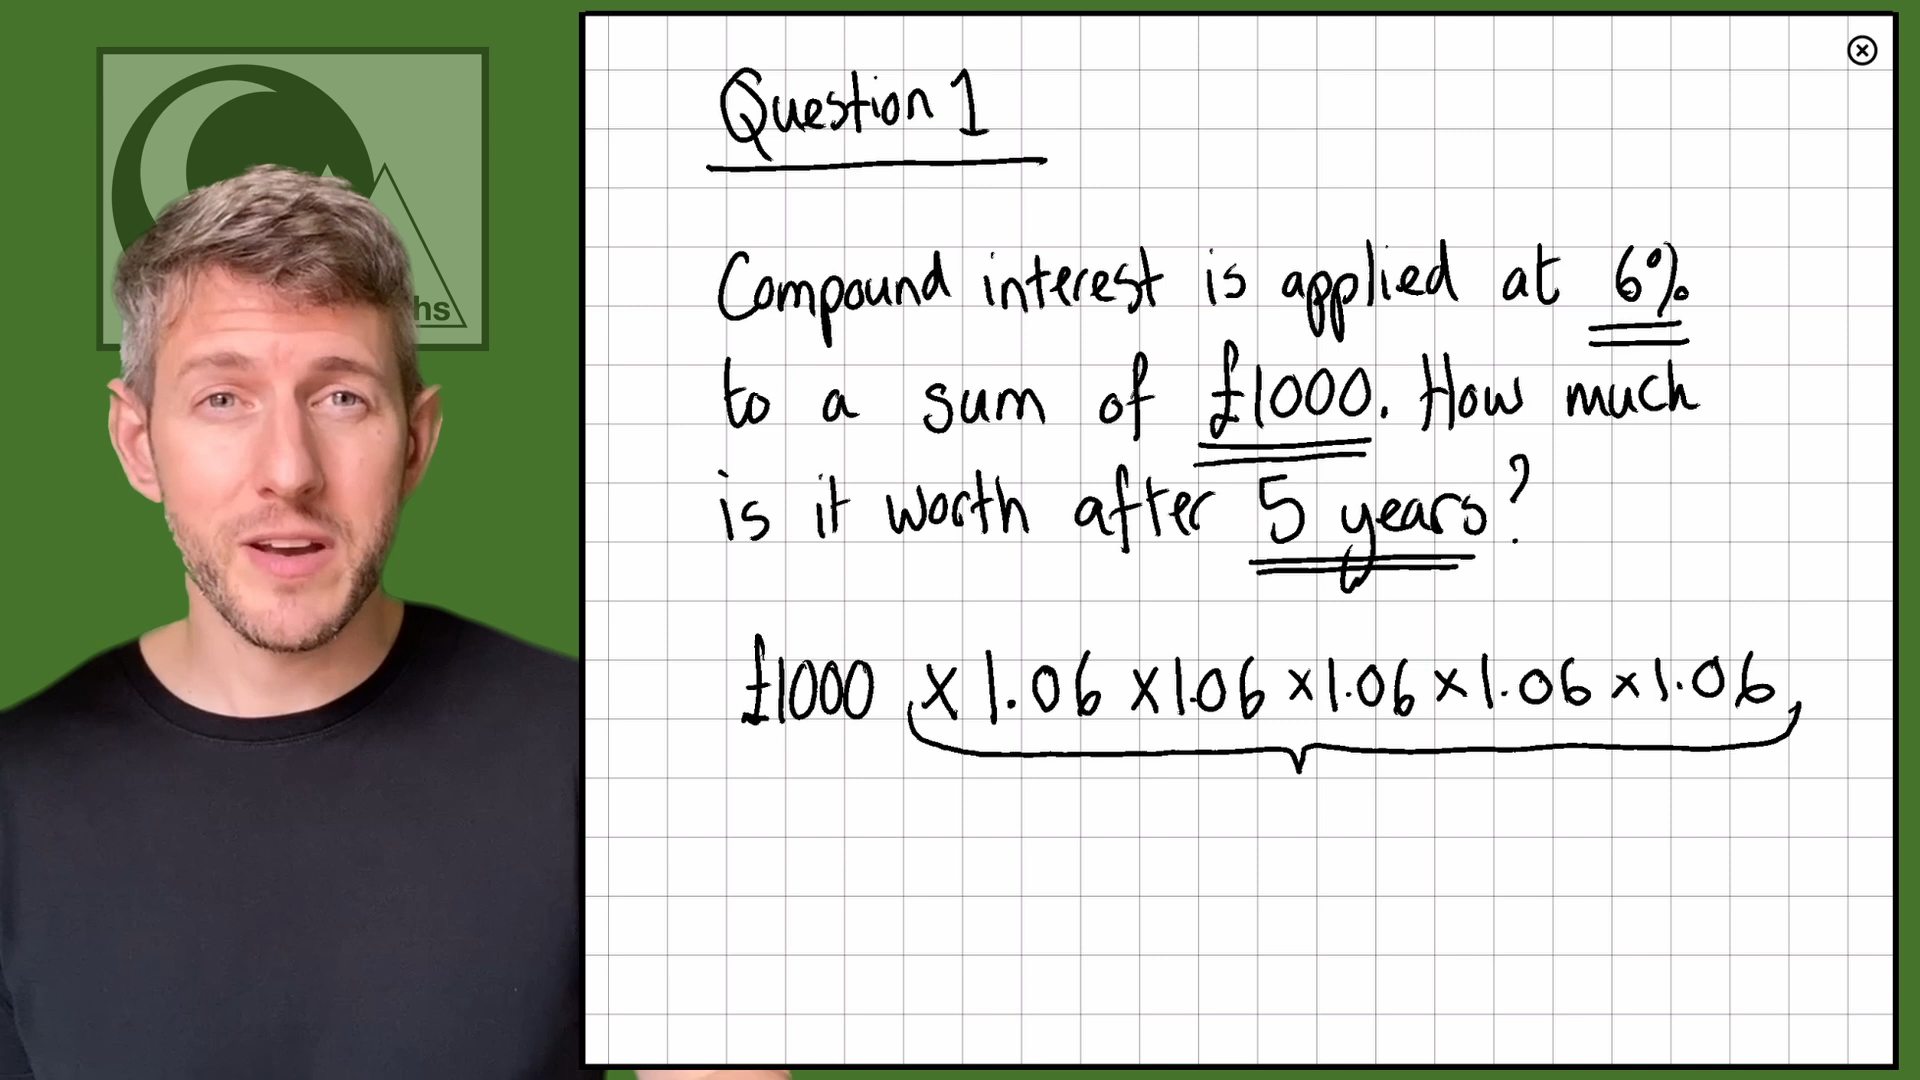 Question 1
Compound interest is applied at 6%
to a sum of £1000. How much
is it worth after 5 years?
£1000 × 1.06 × 1.06 × 1.06 × 1.06 × 1.06